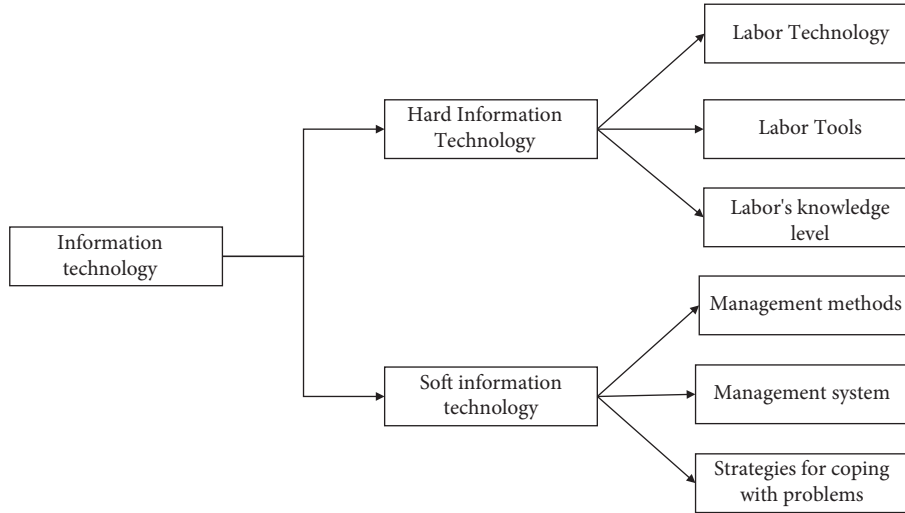 Labor Technology
Hard Information
Technology
Labor Tools
Labor's knowledge
level
Information
technology
Management methods
Soft information
technology
Management system
Strategies for coping
with problems